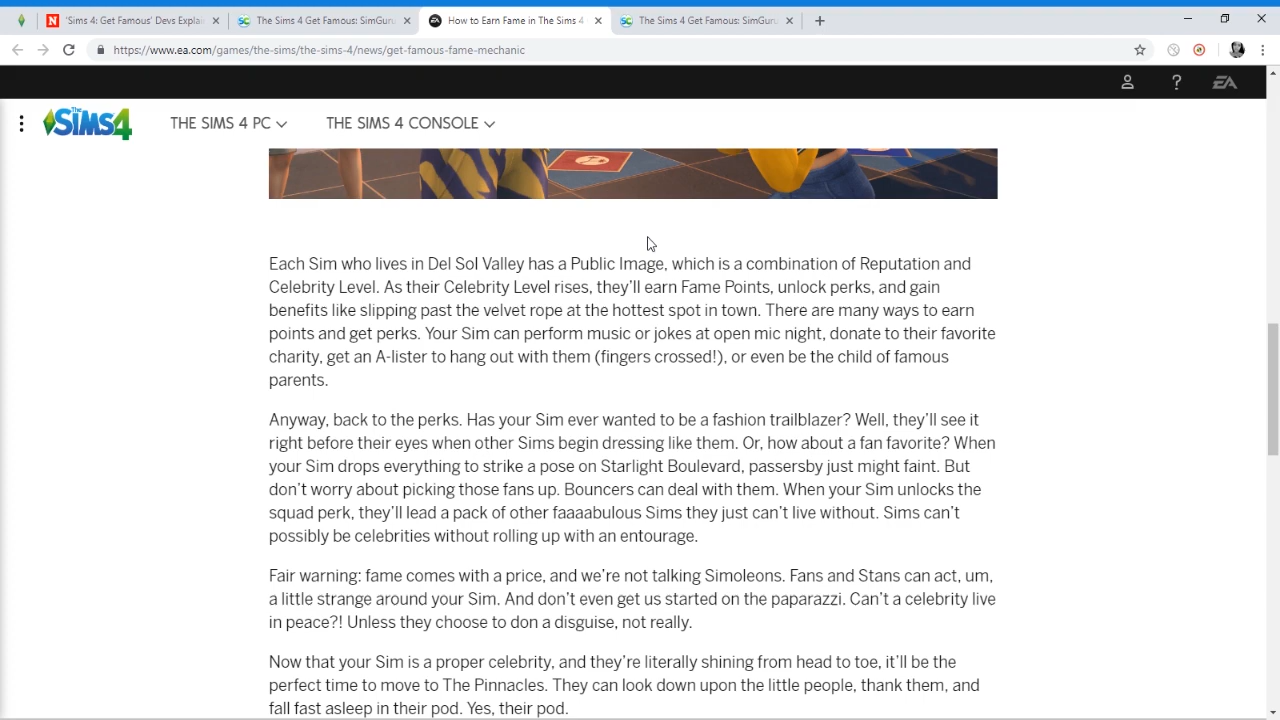 'Sims 4: Get Famous' Devs Explai
The Sims 4 Get Famous: SimGuru
How to Earn Fame in The Sims 4
The Sims 4 Get Famous: SimGuru
https://www.ea.com/games/the-sims/the-sims-4/news/get-famous-fame-mechanic
The SIMS 4
THE SIMS 4 PC
THE SIMS 4 CONSOLE
Each Sim who lives in Del Sol Valley has a Public Image, which is a combination of Reputation and
Celebrity Level. As their Celebrity Level rises, they'll earn Fame Points, unlock perks, and gain
benefits like slipping past the velvet rope at the hottest spot in town. There are many ways to earn
points and get perks. Your Sim can perform music or jokes at open mic night, donate to their favorite
charity, get an A-lister to hang out with them (fingers crossed!), or even be the child of famous
parents.
Anyway, back to the perks. Has your Sim ever wanted to be a fashion trailblazer? Well, they'll see it
right before their eyes when other Sims begin dressing like them. Or, how about a fan favorite? When
your Sim drops everything to strike a pose on Starlight Boulevard, passersby just might faint. But
don't worry about picking those fans up. Bouncers can deal with them. When your Sim unlocks the
squad perk, they'll lead a pack of other faaaabulous Sims they just can't live without. Sims can't
possibly be celebrities without rolling up with an entourage.
Fair warning: fame comes with a price, and we're not talking Simoleons. Fans and Stans can act, um,
a little strange around your Sim. And don't even get us started on the paparazzi. Can't a celebrity live
in peace?! Unless they choose to don a disguise, not really.
Now that your Sim is a proper celebrity, and they're literally shining from head to toe, it'll be the
perfect time to move to The Pinnacles. They can look down upon the little people, thank them, and
fall fast asleep in their pod. Yes, their pod.